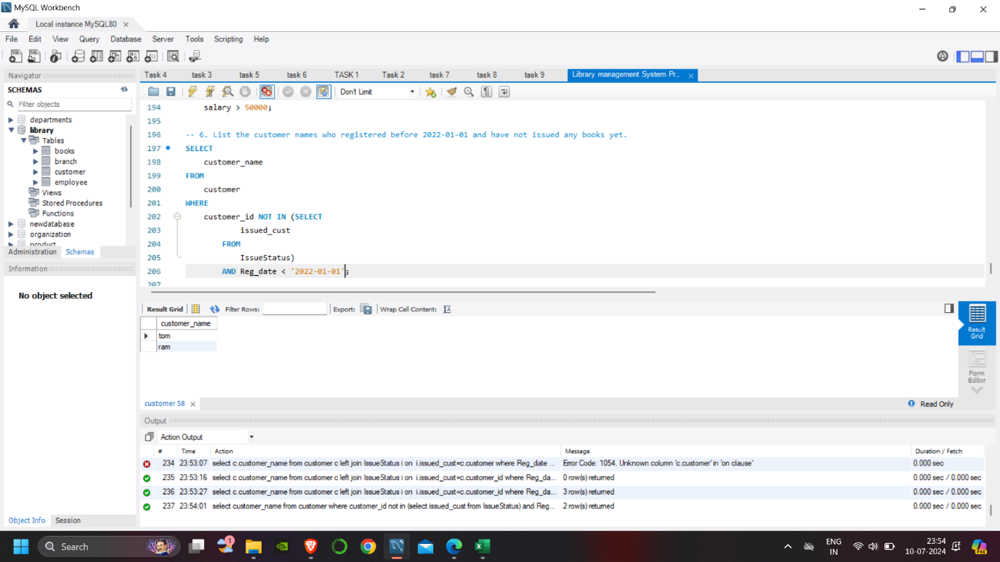 MySQL Workbench
Local instance MySQL80
File Edit View Query Database Server Tools Scripting Help
Navigator
SCHEMAS
Filter objects
departments
library
Tables
books
branch
customer
employee
Views
Stored Procedures
Functions
newdatabase
organization
product
Administration Schemas
Information
No object selected
Object Info Session
Task 4 task 3 task 5 task 6 TASK 1 Task 2 task 7 task 8 task 9 Library management System Pr...
Don't Limit
194 salary > 50000;
195
196 -- 6. List the customer names who registered before 2022-01-01 and have not issued any books yet.
197 SELECT
198 customer_name
199 FROM
200 customer
201 WHERE
202 customer_id NOT IN (SELECT
203 issued_cust
204 FROM
205 IssueStatus)
206 AND Reg_date < '2022-01-01';
207
Result Grid Filter Rows: Export: Wrap Cell Content:
customer_name
tom
ram
Result Grid
Form Editor
customer 58
Read Only
Output
Action Output
# Time Action Message Duration / Fetch
234 23:53:07 select c.customer_name from customer c left join IssueStatus i on i.issued_cust=c.customer where Reg_date ... Error Code: 1054. Unknown column 'c.customer' in 'on clause' 0.000 sec
235 23:53:16 select c.customer_name from customer c left join IssueStatus i on i.issued_cust=c.customer_id where Reg_da... 0 row(s) returned 0.000 sec / 0.000 sec
236 23:53:27 select c.customer_name from customer c left join IssueStatus i on i.issued_cust=c.customer_id where Reg_da... 3 row(s) returned 0.000 sec / 0.000 sec
237 23:54:01 select customer_name from customer where customer_id not in (select issued_cust from IssueStatus) and Reg... 2 row(s) returned 0.000 sec / 0.000 sec
Search
1
ENG
IN
23:54
10-07-2024
PRE